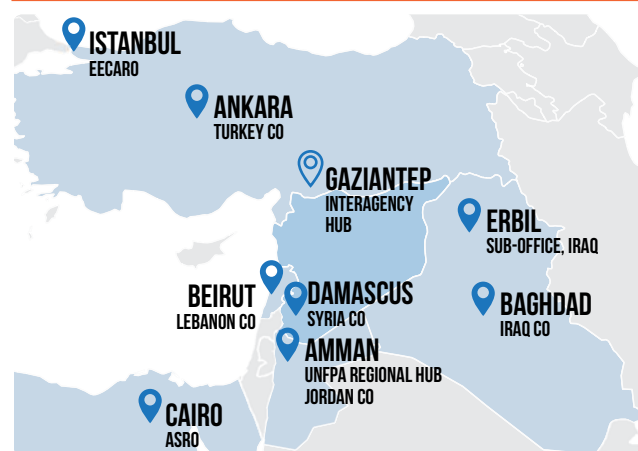 ISTANBUL
EECARO
ANKARA
TURKEY CO
GAZIANTEP
INTERAGENCY
HUB
ERBIL
SUB-OFFICE, IRAQ
BEIRUT
LEBANON CO
DAMASCUS
SYRIA CO
BAGHDAD
IRAQ CO
AMMAN
UNFPA REGIONAL HUB
JORDAN CO
CAIRO
ASRO